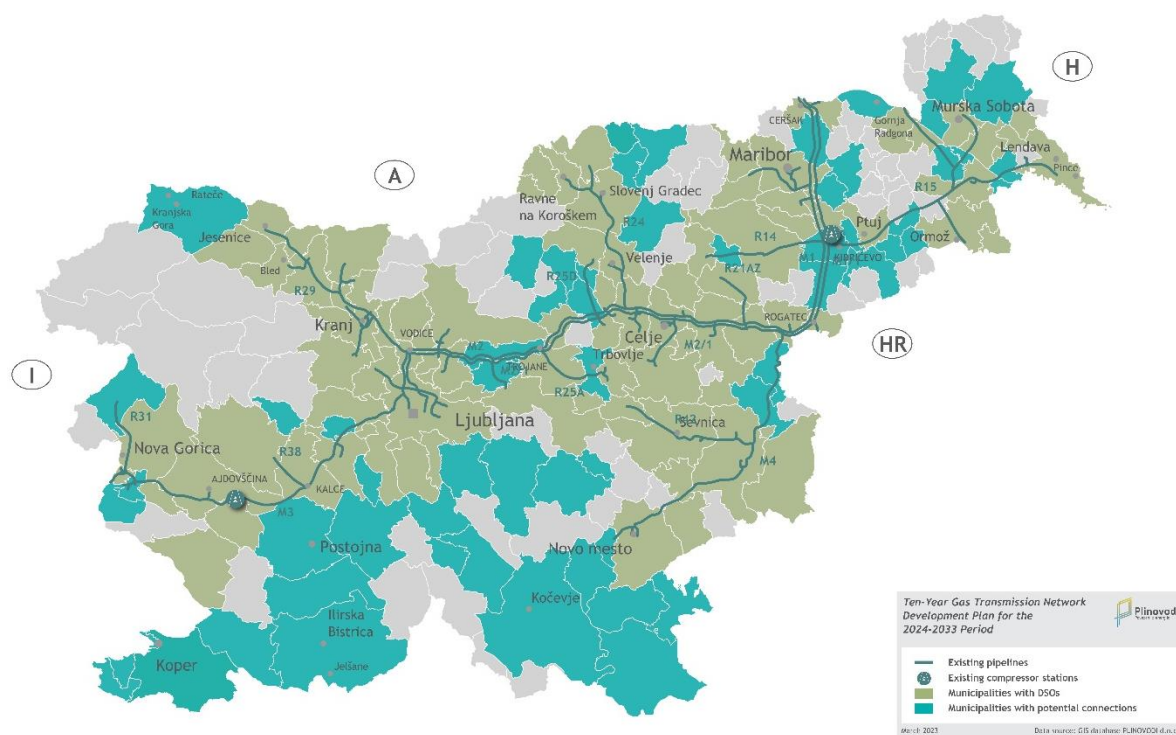 H
Murska Sobota
Gornja
Radgona
CERŠAK
Lendava
Pince
Maribor
A
R15
Slovenj Gradec
Ravne
na Koroškem
Rateče
Kranjska
Gora
R24
Ptuj
Jesenice
R14
Ormož
KIDRIČEVO
M1
Velenje
Bled
R21AZ
R25D
R29
ROGATEC
Kranj
VODICE
Celje
HR
M2
M2/1
TROJANE
Trbovlje
I
R25A
Ljubljana
R31
R12
Sevnica
Nova Gorica
R38
M4
AJDOVŠČINA
KALCE
M3
Postojna
Novo mesto
Kočevje
Ilirska
Bistrica
Koper
Jelšane
Ten-Year Gas Transmission Network
Development Plan for the
2024-2033 Period
Plinovodi
Existing pipelines
Existing compressor stations
Municipalities with DSOs
Municipalities with potential connections
March 2023
Data source: GIS database PLINOVODI d.o.o.